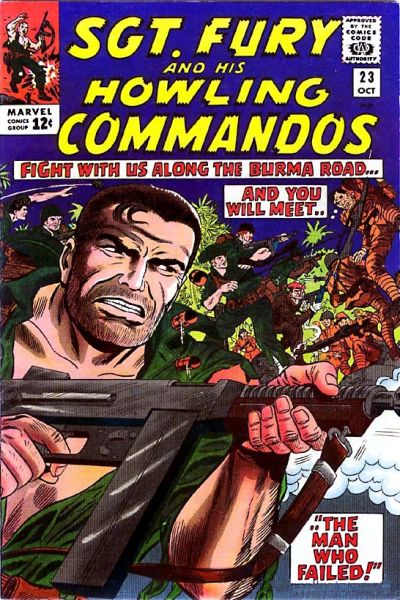 SGT. FURY
AND HIS
HOWLING
COMMANDOS
APPROVED
BY THE
COMICS
CODE
AUTHORITY
23
OCT
MARVEL
COMICS
GROUP
12¢
FIGHT WITH US ALONG THE BURMA ROAD...
AND YOU
WILL MEET..
"THE
MAN
WHO
FAILED!"